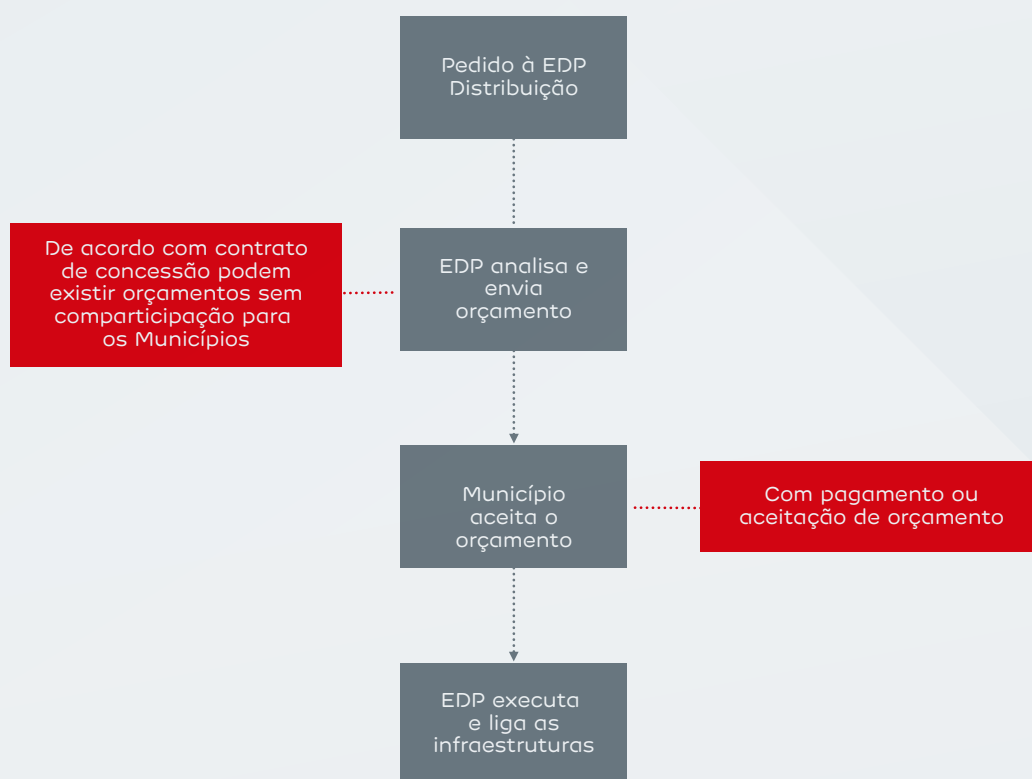 Pedido à EDP
Distribuição
De acordo com contrato
de concessão podem
existir orçamentos sem
comparticipação para
os Municípios
EDP analisa e
envia
orçamento
Município
aceita o
orçamento
Com pagamento ou
aceitação de orçamento
EDP executa
e liga as
infraestruturas